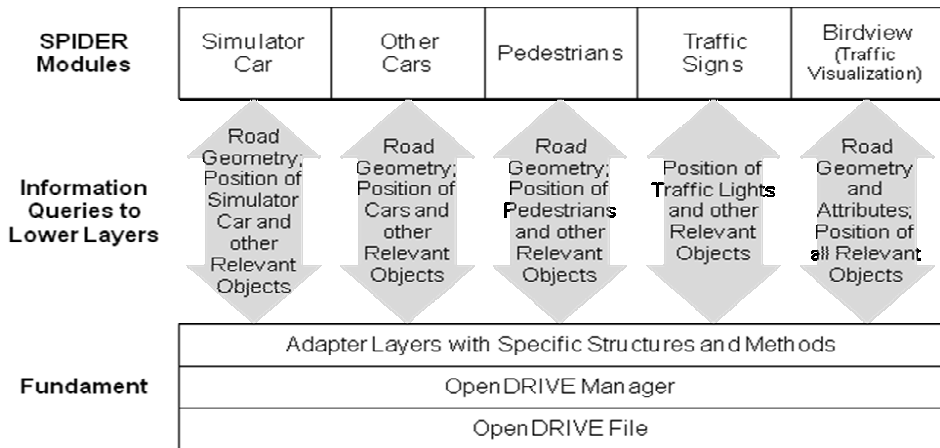 SPIDER
Modules
Simulator
Car
Other
Cars
Pedestrians
Traffic
Signs
Birdview
(Traffic
Visualization)
Information
Queries to
Lower Layers
Road
Geometry;
Position of
Simulator
Car and
other
Relevant
Objects
Road
Geometry;
Position of
Cars and
other
Relevant
Objects
Road
Geometry;
Position of
Pedestrians
and other
Relevant
Objects
Position of
Traffic Lights
and other
Relevant
Objects
Road
Geometry
and
Attributes;
Position of
all Relevant
Objects
Fundament
Adapter Layers with Specific Structures and Methods
OpenDRIVE Manager
OpenDRIVE File